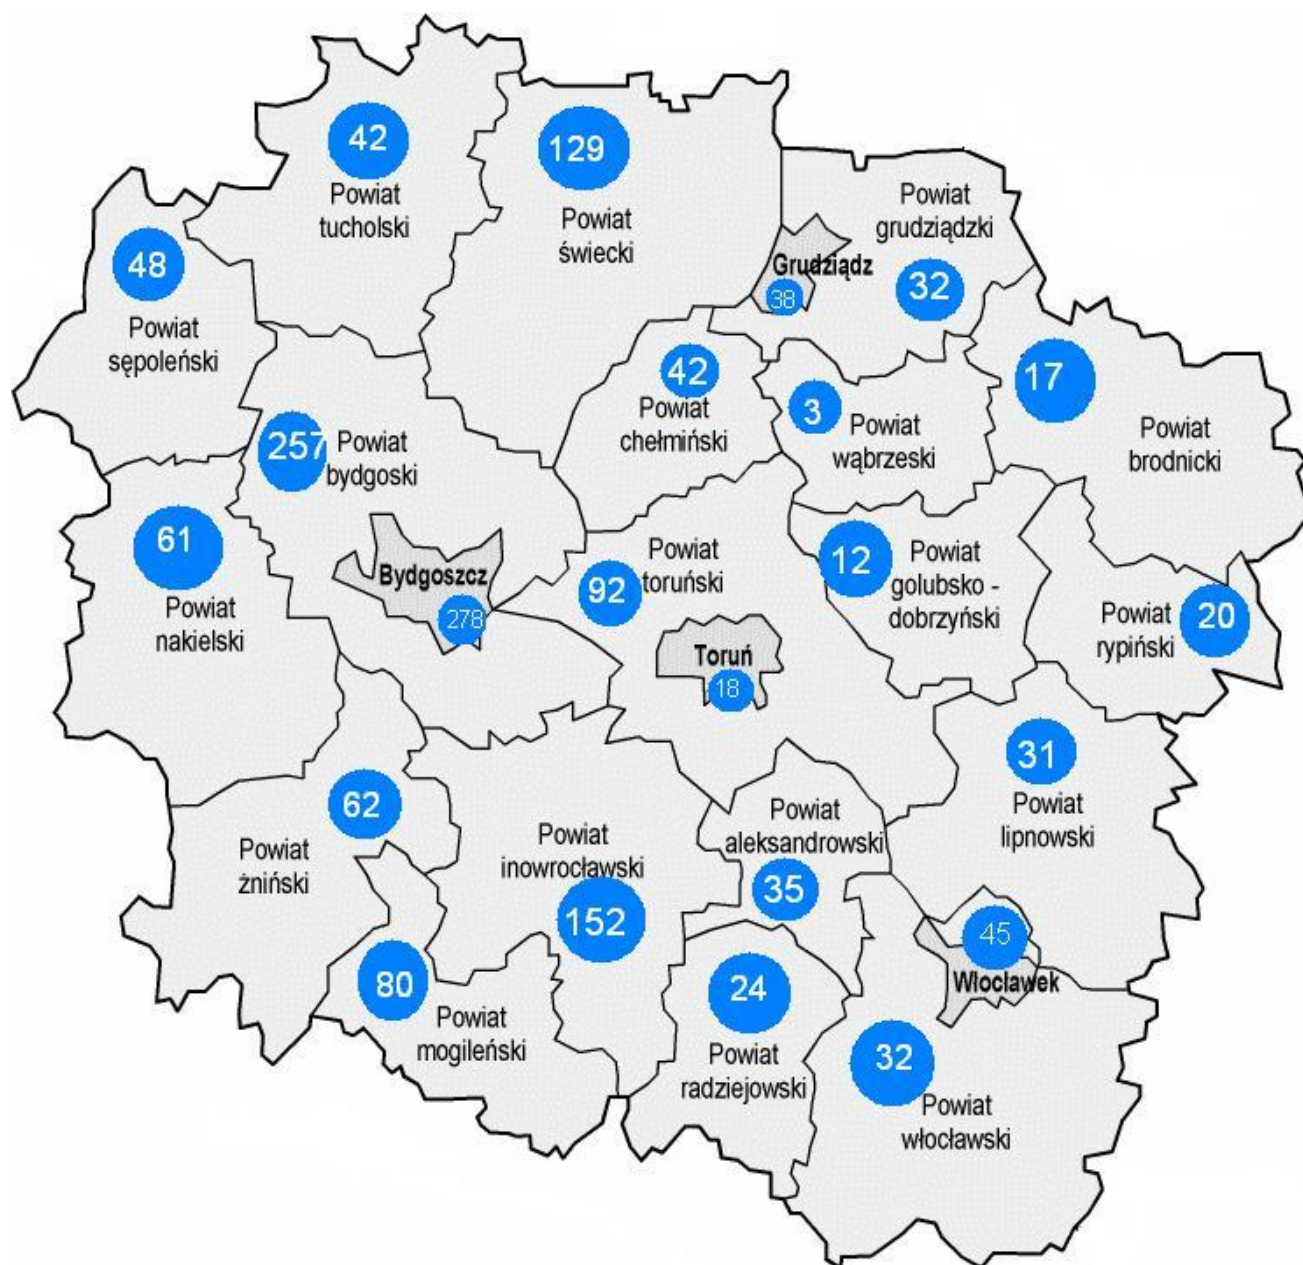 42
Powiat
tucholski
129
Powiat
świecki
Powiat
grudziądzki
Grudziądz
38
32
48
Powiat
sępoleński
42
Powiat
chełmiński
3
Powiat
wąbrzeski
17
Powiat
brodnicki
257
Powiat
bydgoski
61
Powiat
nakielski
Bydgoszcz
278
Powiat
toruński
92
Toruń
18
12
Powiat
golubsko -
dobrzyński
Powiat
rypiński
20
62
Powiat
żniński
Powiat
inowrocławski
152
Powiat
aleksandrowski
35
31
Powiat
lipnowski
80
Powiat
mogileński
24
Powiat
radziejowski
45
Włocławek
32
Powiat
włocławski